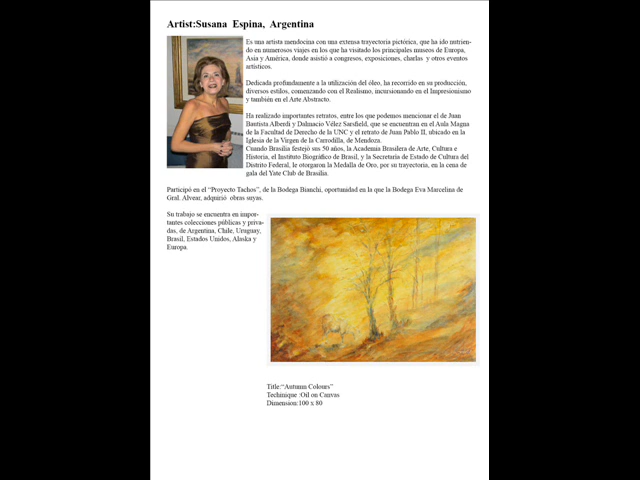 Artist:Susana Espina, Argentina
Es una artista mendocina con una extensa trayectoria pictórica, que ha ido nutrien-
do en numerosos viajes en los que ha visitado los principales museos de Europa,
Asia y América, donde asistió a congresos, exposiciones, charlas y otros eventos
artísticos.
Dedicada profundamente a la utilización del óleo, ha recorrido en su producción,
diversos estilos, comenzando con el Realismo, incursionando en el Impresionismo
y también en el Arte Abstracto.
Ha realizado importantes retratos, entre los que podemos mencionar el de Juan
Bautista Alberdi y Dalmacio Vélez Sarsfield, que se encuentran en el Aula Magna
de la Facultad de Derecho de la UNC y el retrato de Juan Pablo II, ubicado en la
Iglesia de la Virgen de la Carrodilla, de Mendoza.
Cuando Brasilia festejó sus 50 años, la Academia Brasilera de Arte, Cultura e
Historia, el Instituto Biográfico de Brasil, y la Secretaría de Estado de Cultura del
Distrito Federal, le otorgaron la Medalla de Oro, por su trayectoria, en la cena de
gala del Yate Club de Brasilia.
Participó en el “Proyecto Tachos”, de la Bodega Bianchi, oportunidad en la que la Bodega Eva Marcelina de
Gral. Alvear, adquirió obras suyas.
Su trabajo se encuentra en impor-
tantes colecciones públicas y priva-
das, de Argentina, Chile, Uruguay,
Brasil, Estados Unidos, Alaska y
Europa.
Title:“Autumn Colours”
Techinique :Oil on Canvas
Dimension:100 x 80